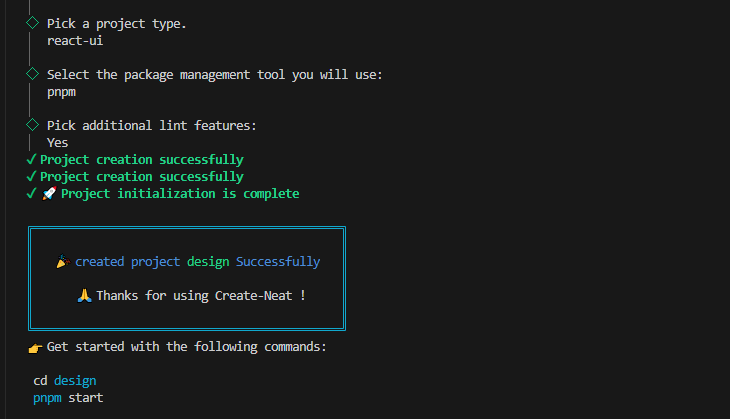 Pick a project type.
react-ui
Select the package management tool you will use:
pnpm
Pick additional lint features:
Yes
✓ Project creation successfully
✓ Project creation successfully
✓ 🚀 Project initialization is complete
🎉 created project design Successfully
🙏 Thanks for using Create-Neat !
👉 Get started with the following commands:
cd design
pnpm start